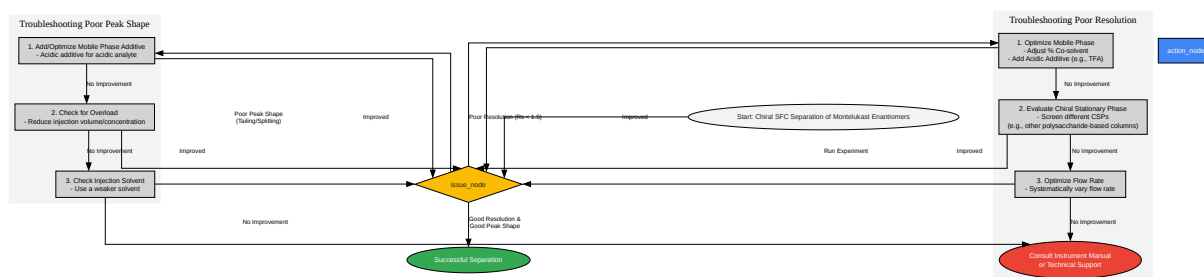 Troubleshooting Poor Peak Shape
1. Add/Optimize Mobile Phase Additive
- Acidic additive for acidic analyte
No Improvement
2. Check for Overload
- Reduce injection volume/concentration
No Improvement
Improved
3. Check Injection Solvent
- Use a weaker solvent
No Improvement
Poor Peak Shape
(Tailing/Splitting)
Improved
Poor Resolution (Rs < 1.5)
Improved
Start: Chiral SFC Separation of Montelukast Enantiomers
Run Experiment
Improved
issue_node
Good Resolution &
Good Peak Shape
Successful Separation
Troubleshooting Poor Resolution
1. Optimize Mobile Phase
- Adjust % Co-solvent
- Add Acidic Additive (e.g., TFA)
No Improvement
2. Evaluate Chiral Stationary Phase
- Screen different CSPs
(e.g., other polysaccharide-based columns)
No Improvement
3. Optimize Flow Rate
- Systematically vary flow rate
No Improvement
Consult Instrument Manual
or Technical Support
action_node